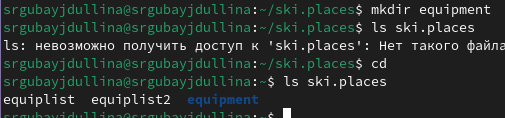 srgubayjdullina@srgubayjdullina:~/ski.places$ mkdir equipment
srgubayjdullina@srgubayjdullina:~/ski.places$ ls ski.places
ls: невозможно получить доступ к 'ski.places': Нет такого файла
srgubayjdullina@srgubayjdullina:~/ski.places$ cd
srgubayjdullina@srgubayjdullina:~$ ls ski.places
equiplist equiplist2 equipment
srgubayjdullina@srgubayjdullina:~$